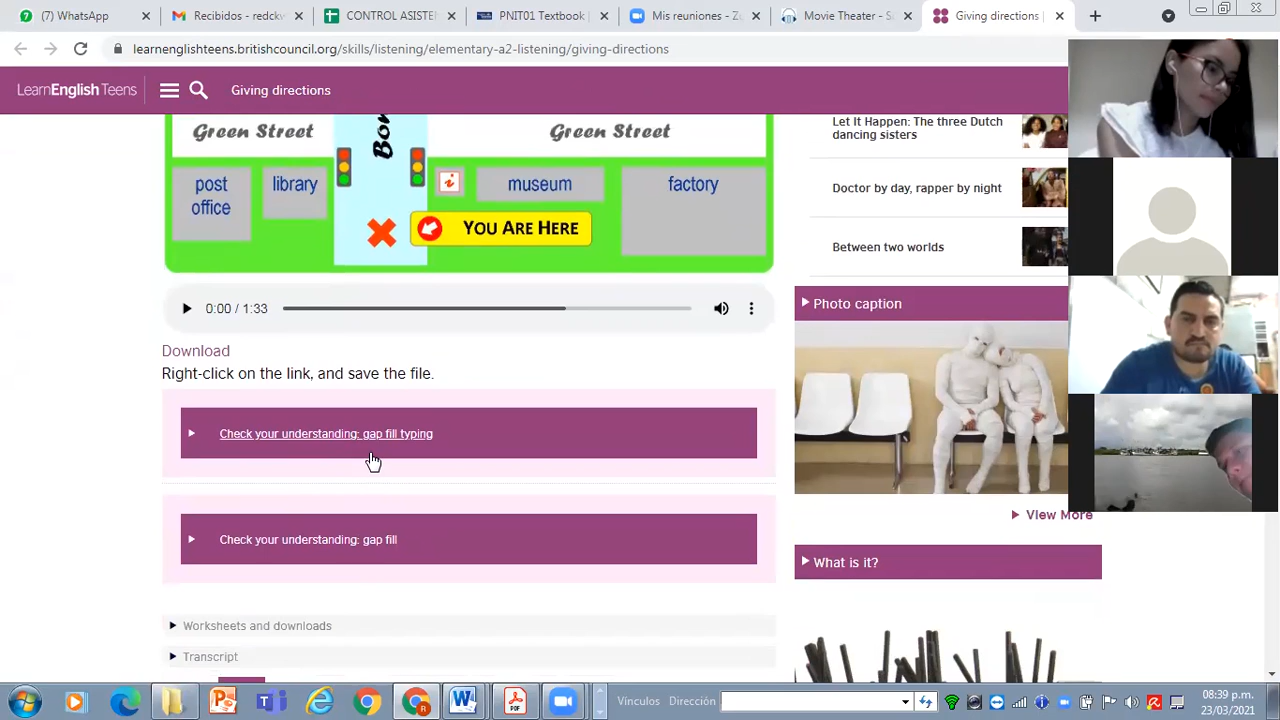 (7) WhatsApp
Recibidos - redckv
CONTROL ASISTEN
PNIT01 Textbook |
Mis reuniones - Zo
Movie Theater - S
Giving directions |
learnenglishteens.britishcouncil.org/skills/listening/elementary-a2-listening/giving-directions
LearnEnglish Teens
Giving directions
Green Street
Green Street
post
office
library
i
museum
factory
YOU ARE HERE
0:00 / 1:33
Download
Right-click on the link, and save the file.
Check your understanding: gap fill typing
Check your understanding: gap fill
Worksheets and downloads
Transcript
Let It Happen: The three Dutch
dancing sisters
Doctor by day, rapper by night
Between two worlds
Photo caption
View More
What is it?
Vínculos
Dirección
08:39 p.m.
23/03/2021